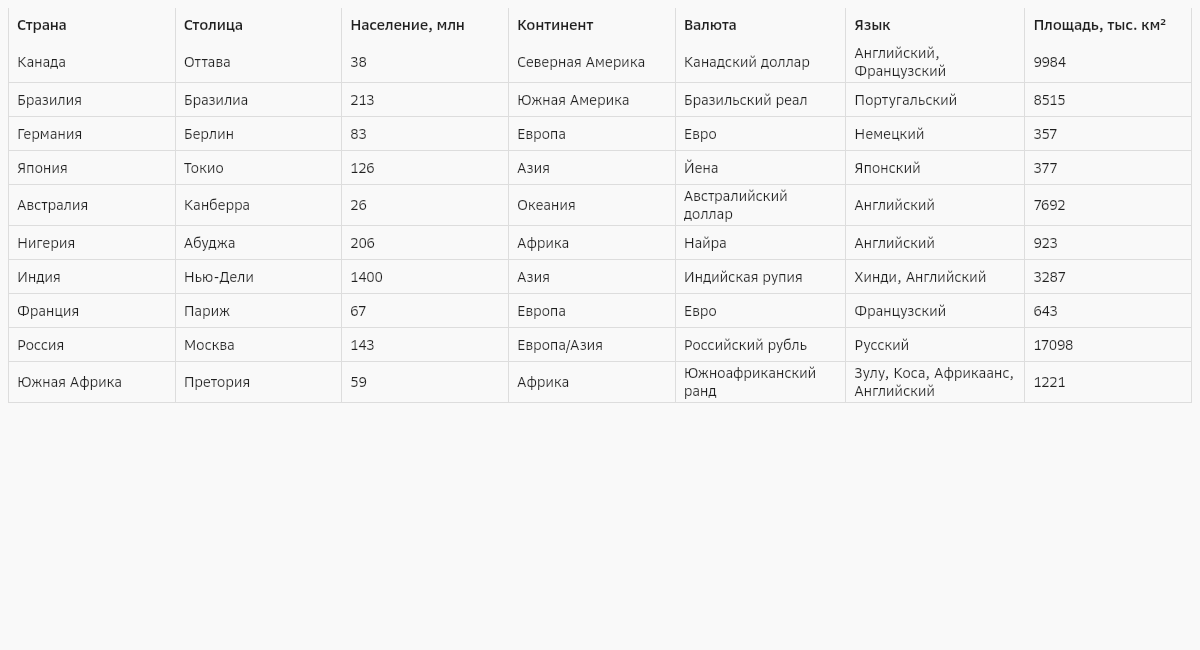 Страна Столица Население, млн Континент Валюта Язык Площадь, тыс. км²
Канада Оттава 38 Северная Америка Канадский доллар Английский, Французский 9984
Бразилия Бразилиа 213 Южная Америка Бразильский реал Португальский 8515
Германия Берлин 83 Европа Евро Немецкий 357
Япония Токио 126 Азия Йена Японский 377
Австралия Канберра 26 Океания Австралийский доллар Английский 7692
Нигерия Абуджа 206 Африка Найра Английский 923
Индия Нью-Дели 1400 Азия Индийская рупия Хинди, Английский 3287
Франция Париж 67 Европа Евро Французский 643
Россия Москва 143 Европа/Азия Российский рубль Русский 17098
Южная Африка Претория 59 Африка Южноафриканский ранд Зулу, Коса, Африкаанс, Английский 1221